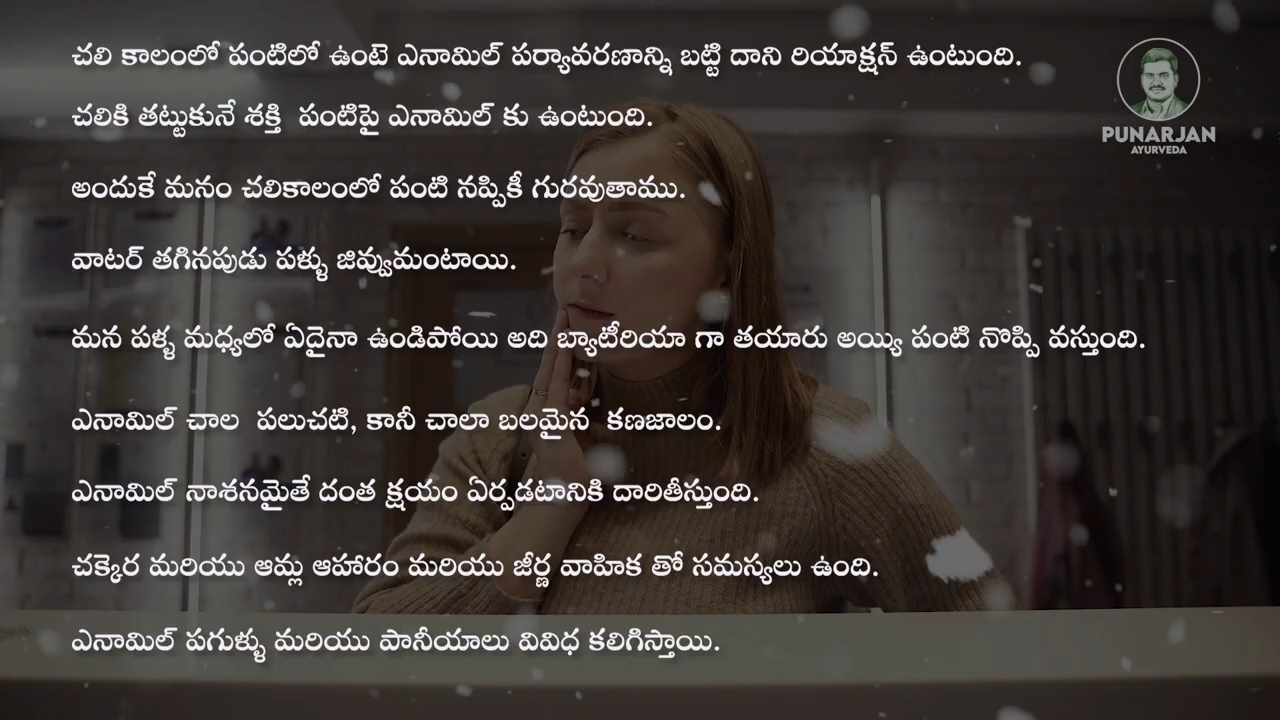 చలి కాలంలో పంటిలో ఉంటె ఎనామిల్ పర్యావరణాన్ని బట్టి దాని రియాక్షన్ ఉంటుంది.
PUNARJAN
AYURVEDA
చలికి తట్టుకునే శక్తి పంటిపై ఎనామిల్ కు ఉంటుంది.
అందుకే మనం చలికాలంలో పంటి నప్పికీ గురవుతాము.
వాటర్ తగినపుడు పళ్ళు జివ్వుమంటాయి.
మన పళ్ళ మధ్యలో ఏదైనా ఉండిపోయి అది బ్యాటీరియా గా తయారు అయ్యి పంటి నొప్పి వస్తుంది.
ఎనామిల్ చాల పలుచటి, కానీ చాలా బలమైన కణజాలం.
ఎనామిల్ నాశనమైతే దంత క్షయం ఏర్పడటానికి దారితీస్తుంది.
చక్కెర మరియు ఆమ్ల ఆహారం మరియు జీర్ణ వాహిక తో సమస్యలు ఉంది.
ఎనామిల్ పగుళ్ళు మరియు పానీయాలు వివిధ కలిగిస్తాయి.